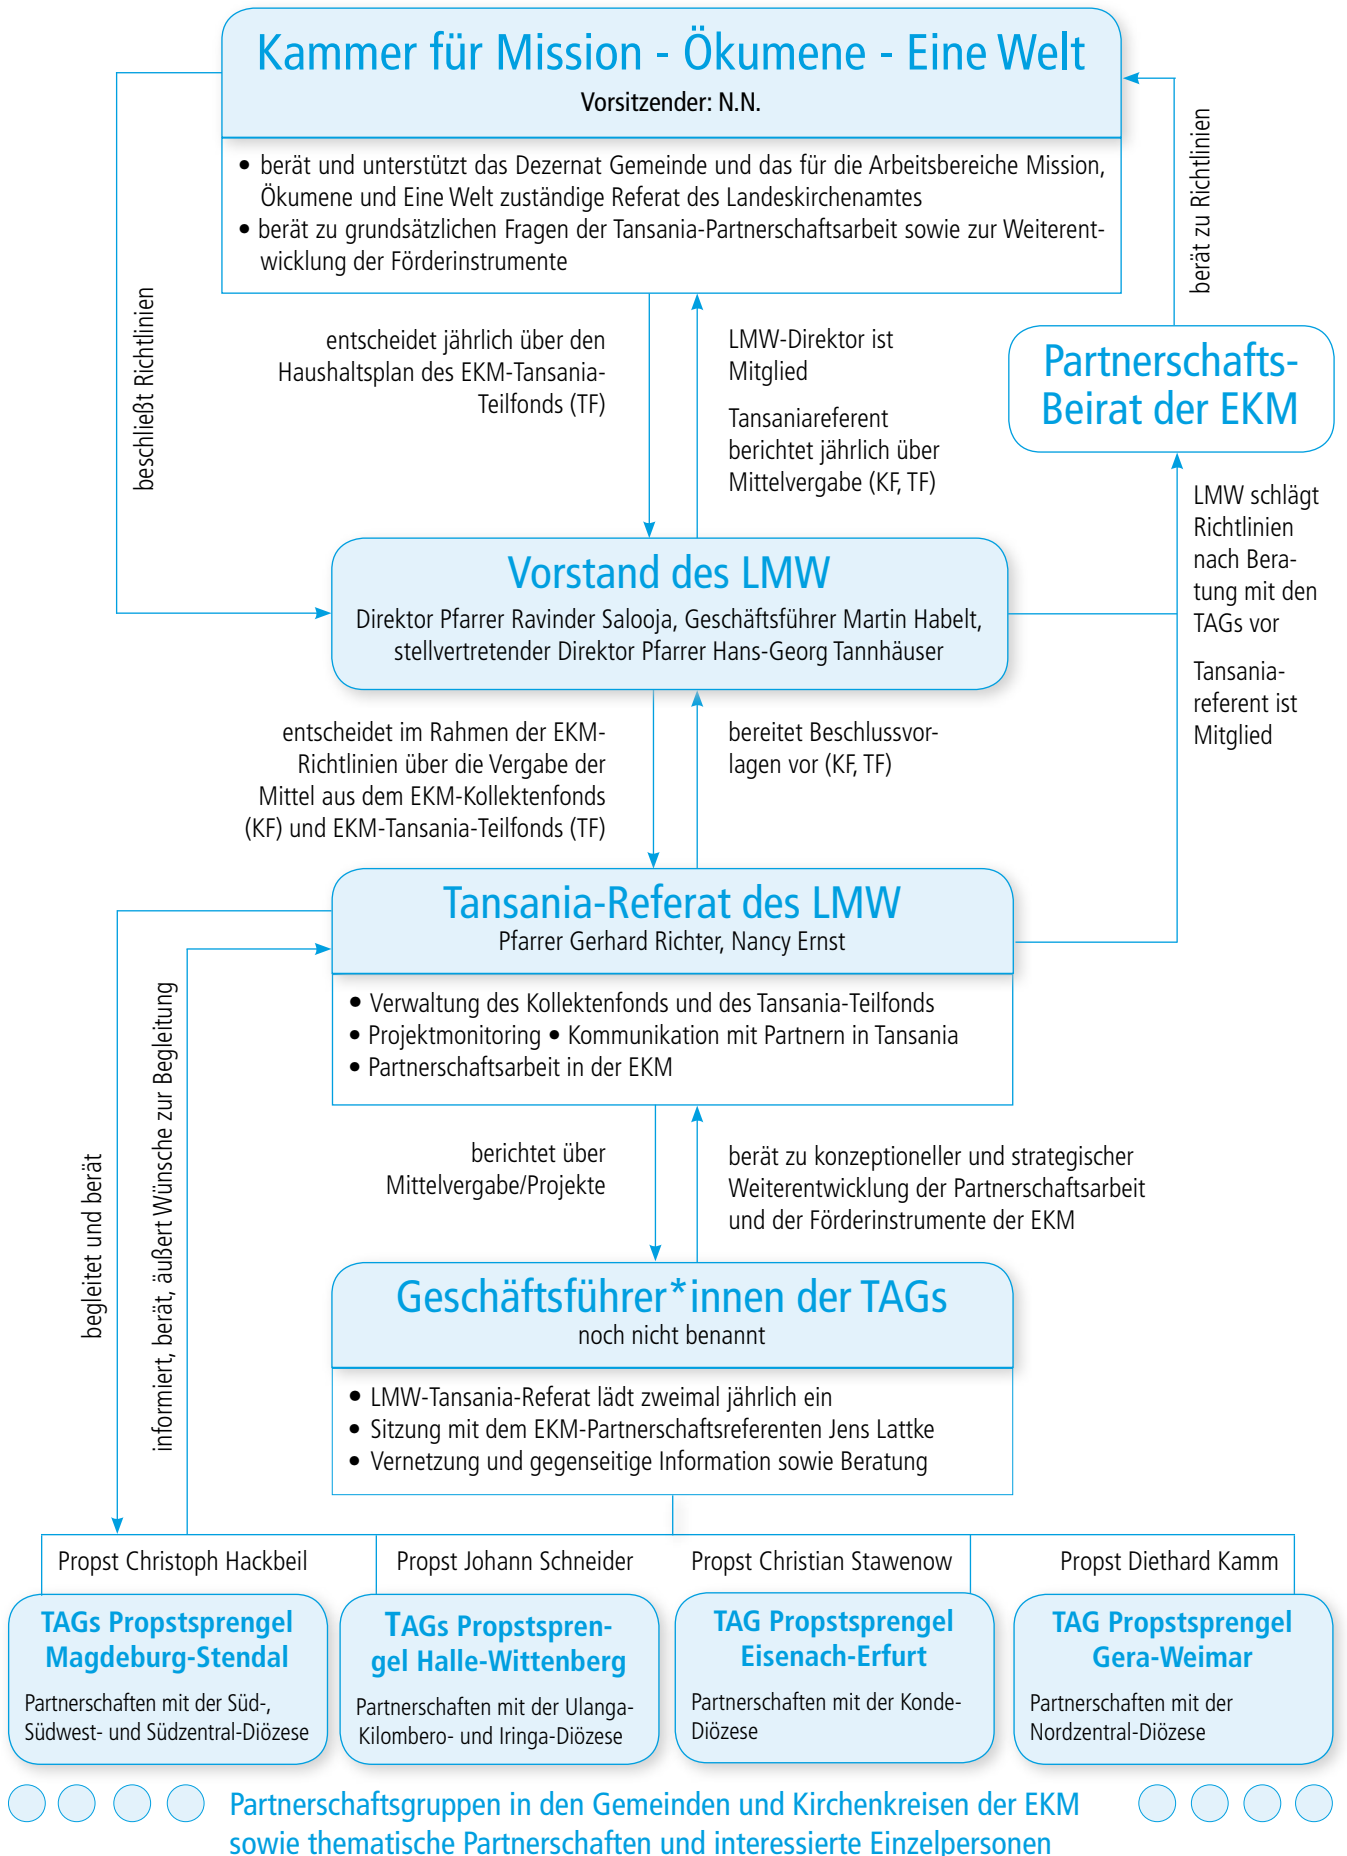 Kammer für Mission - Ökumene - Eine Welt
Vorsitzender: N.N.
• berät und unterstützt das Dezernat Gemeinde und das für die Arbeitsbereiche Mission,
Ökumene und Eine Welt zuständige Referat des Landeskirchenamtes
• berät zu grundsätzlichen Fragen der Tansania-Partnerschaftsarbeit sowie zur Weiterent-
wicklung der Förderinstrumente
beschließt Richtlinien
entscheidet jährlich über den
Haushaltsplan des EKM-Tansania-
Teilfonds (TF)
LMW-Direktor ist
Mitglied
Tansaniareferent
berichtet jährlich über
Mittelvergabe (KF, TF)
berät zu Richtlinien
Partnerschafts-
Beirat der EKM
LMW schlägt
Richtlinien
nach Bera-
tung mit den
TAGs vor
Tansania-
referent ist
Mitglied
Vorstand des LMW
Direktor Pfarrer Ravinder Salooja, Geschäftsführer Martin Habelt,
stellvertretender Direktor Pfarrer Hans-Georg Tannhäuser
entscheidet im Rahmen der EKM-
Richtlinien über die Vergabe der
Mittel aus dem EKM-Kollektenfonds
(KF) und EKM-Tansania-Teilfonds (TF)
bereitet Beschlussvor-
lagen vor (KF, TF)
Tansania-Referat des LMW
Pfarrer Gerhard Richter, Nancy Ernst
• Verwaltung des Kollektenfonds und des Tansania-Teilfonds
• Projektmonitoring • Kommunikation mit Partnern in Tansania
• Partnerschaftsarbeit in der EKM
begleitet und berät
informiert, berät, äußert Wünsche zur Begleitung
berichtet über
Mittelvergabe/Projekte
berät zu konzeptioneller und strategischer
Weiterentwicklung der Partnerschaftsarbeit
und der Förderinstrumente der EKM
Geschäftsführer*innen der TAGs
noch nicht benannt
• LMW-Tansania-Referat lädt zweimal jährlich ein
• Sitzung mit dem EKM-Partnerschaftsreferenten Jens Lattke
• Vernetzung und gegenseitige Information sowie Beratung
Propst Christoph Hackbeil
TAGs Propstsprengel
Magdeburg-Stendal
Partnerschaften mit der Süd-,
Südwest- und Südzentral-Diözese
Propst Johann Schneider
TAGs Propstspren-
gel Halle-Wittenberg
Partnerschaften mit der Ulanga-
Kilombero- und Iringa-Diözese
Propst Christian Stawenow
TAG Propstsprengel
Eisenach-Erfurt
Partnerschaften mit der Konde-
Diözese
Propst Diethard Kamm
TAG Propstsprengel
Gera-Weimar
Partnerschaften mit der
Nordzentral-Diözese
Partnerschaftsgruppen in den Gemeinden und Kirchenkreisen der EKM
sowie thematische Partnerschaften und interessierte Einzelpersonen